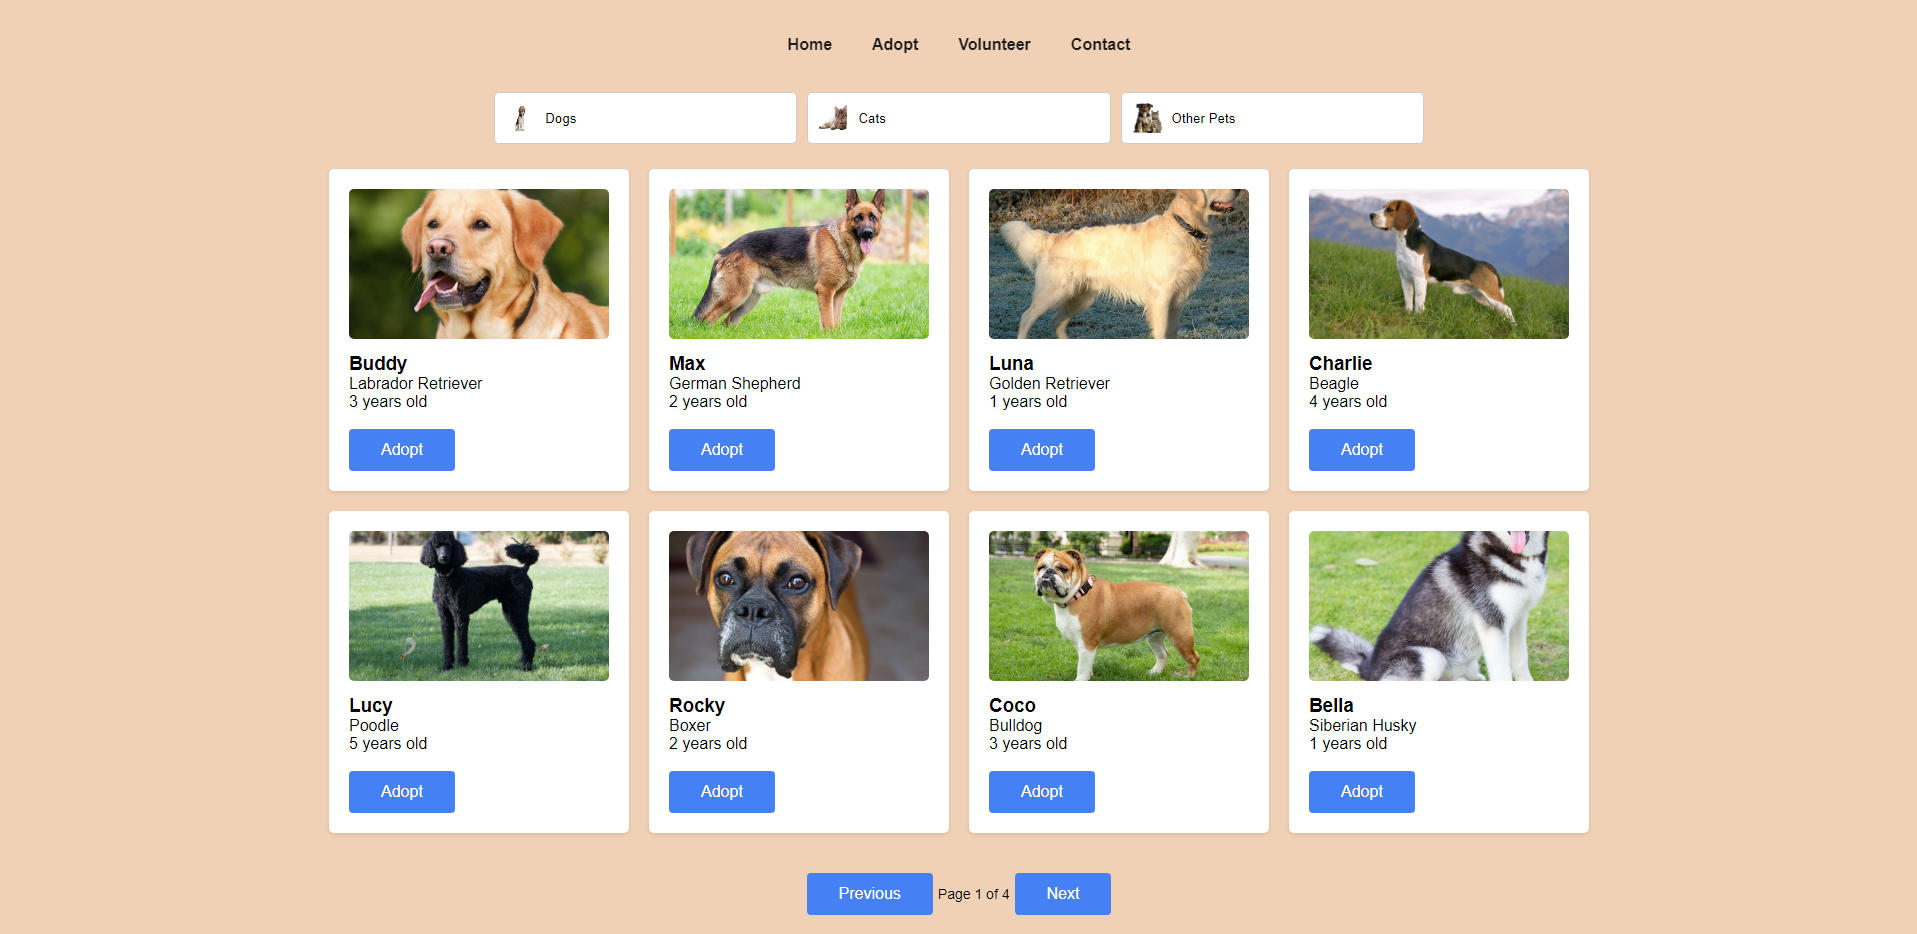 Home Adopt Volunteer Contact
Dogs Cats Other Pets
Buddy
Labrador Retriever
3 years old
Adopt
Max
German Shepherd
2 years old
Adopt
Luna
Golden Retriever
1 years old
Adopt
Charlie
Beagle
4 years old
Adopt
Lucy
Poodle
5 years old
Adopt
Rocky
Boxer
2 years old
Adopt
Coco
Bulldog
3 years old
Adopt
Bella
Siberian Husky
1 years old
Adopt
Previous Page 1 of 4 Next